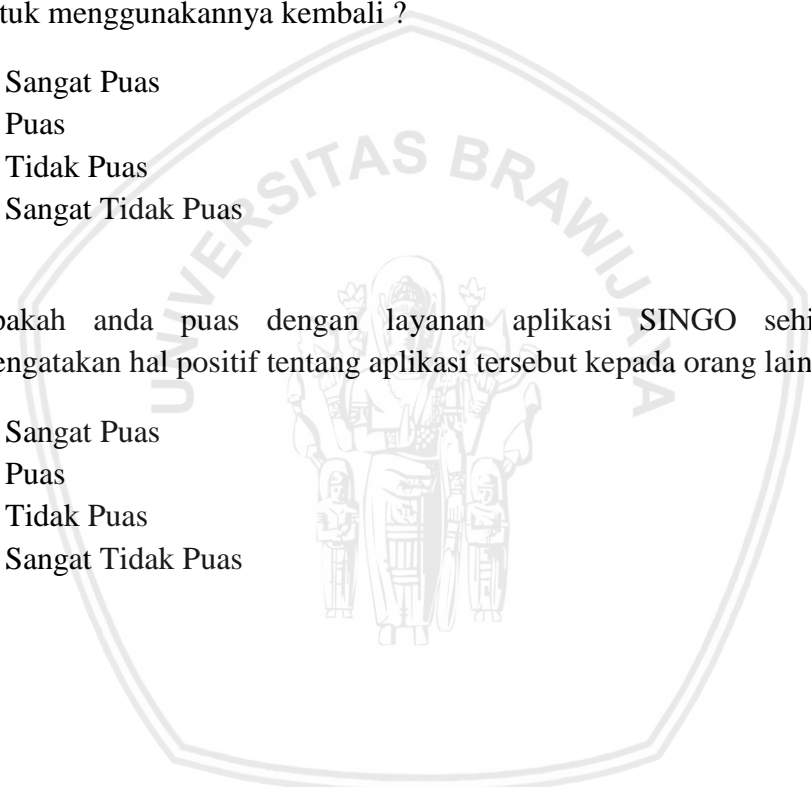 tuk menggunakannya kembali ?
Sangat Puas
Puas
Tidak Puas
Sangat Tidak Puas
pakah anda puas dengan layanan aplikasi SINGO sehi
engatakan hal positif tentang aplikasi tersebut kepada orang lain
Sangat Puas
Puas
Tidak Puas
Sangat Tidak Puas
UNIVERSITAS BRAWIJAYA